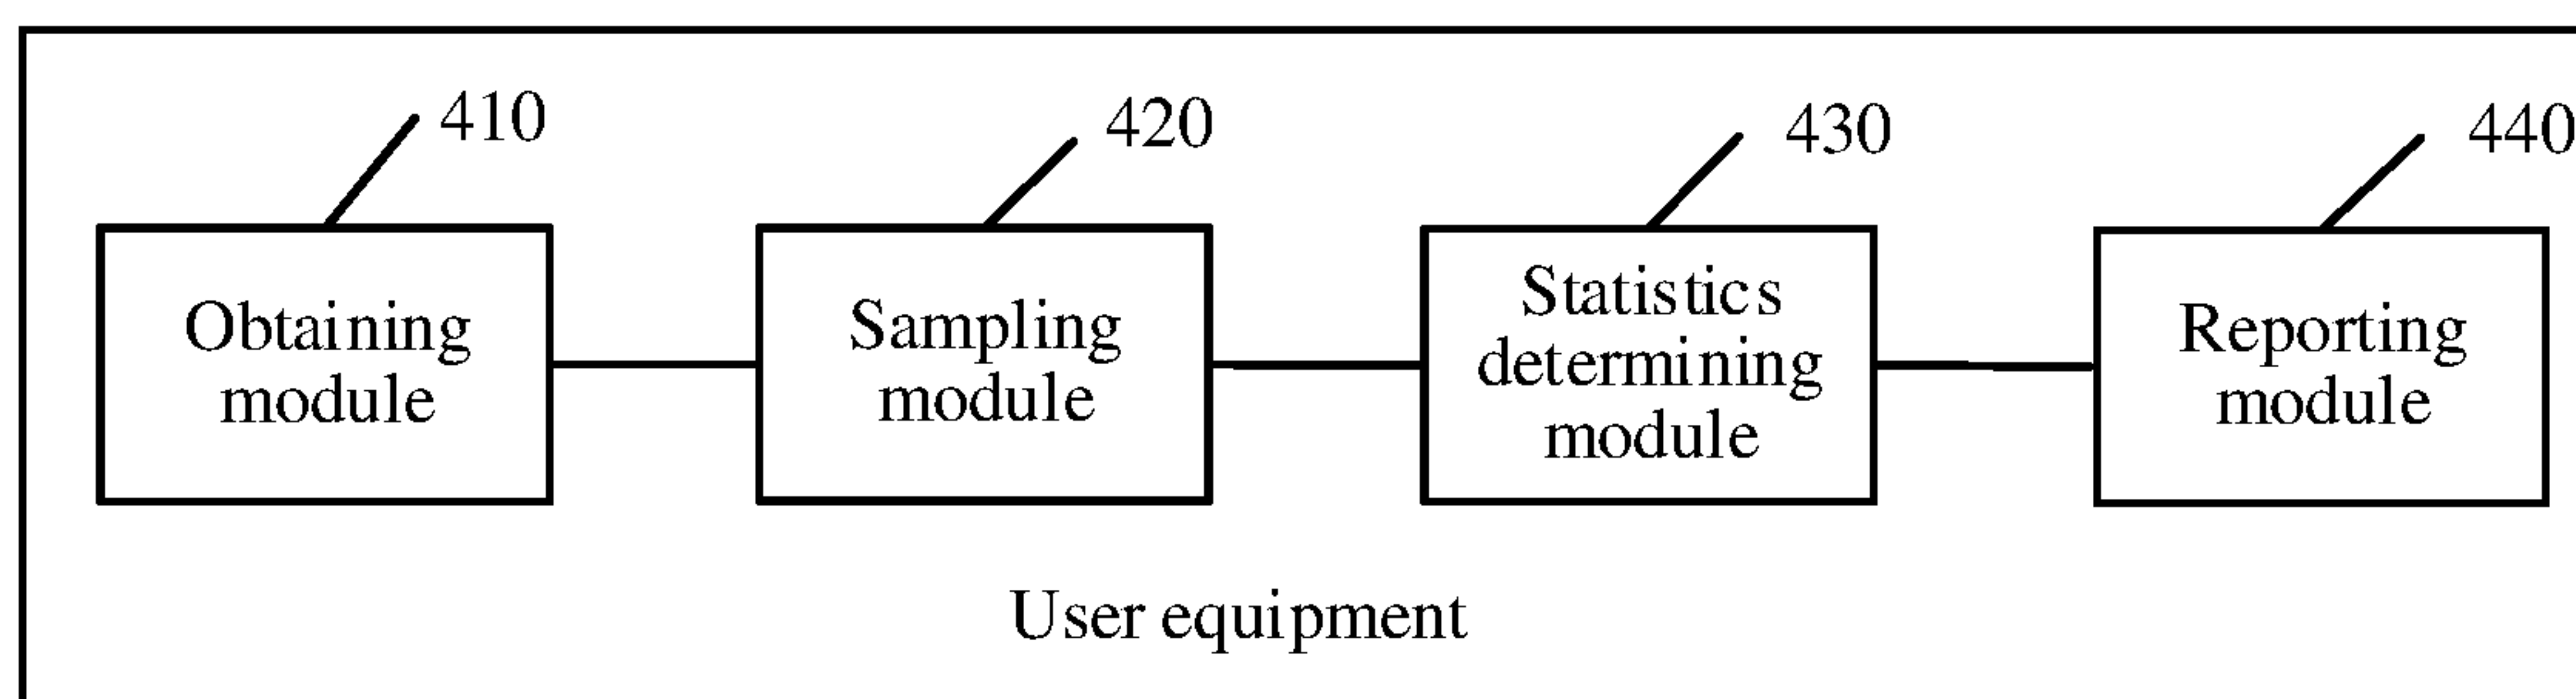 410
420
430
440
Obtaining
module
Sampling
module
Statistics
determining
module
Reporting
module
User equipment